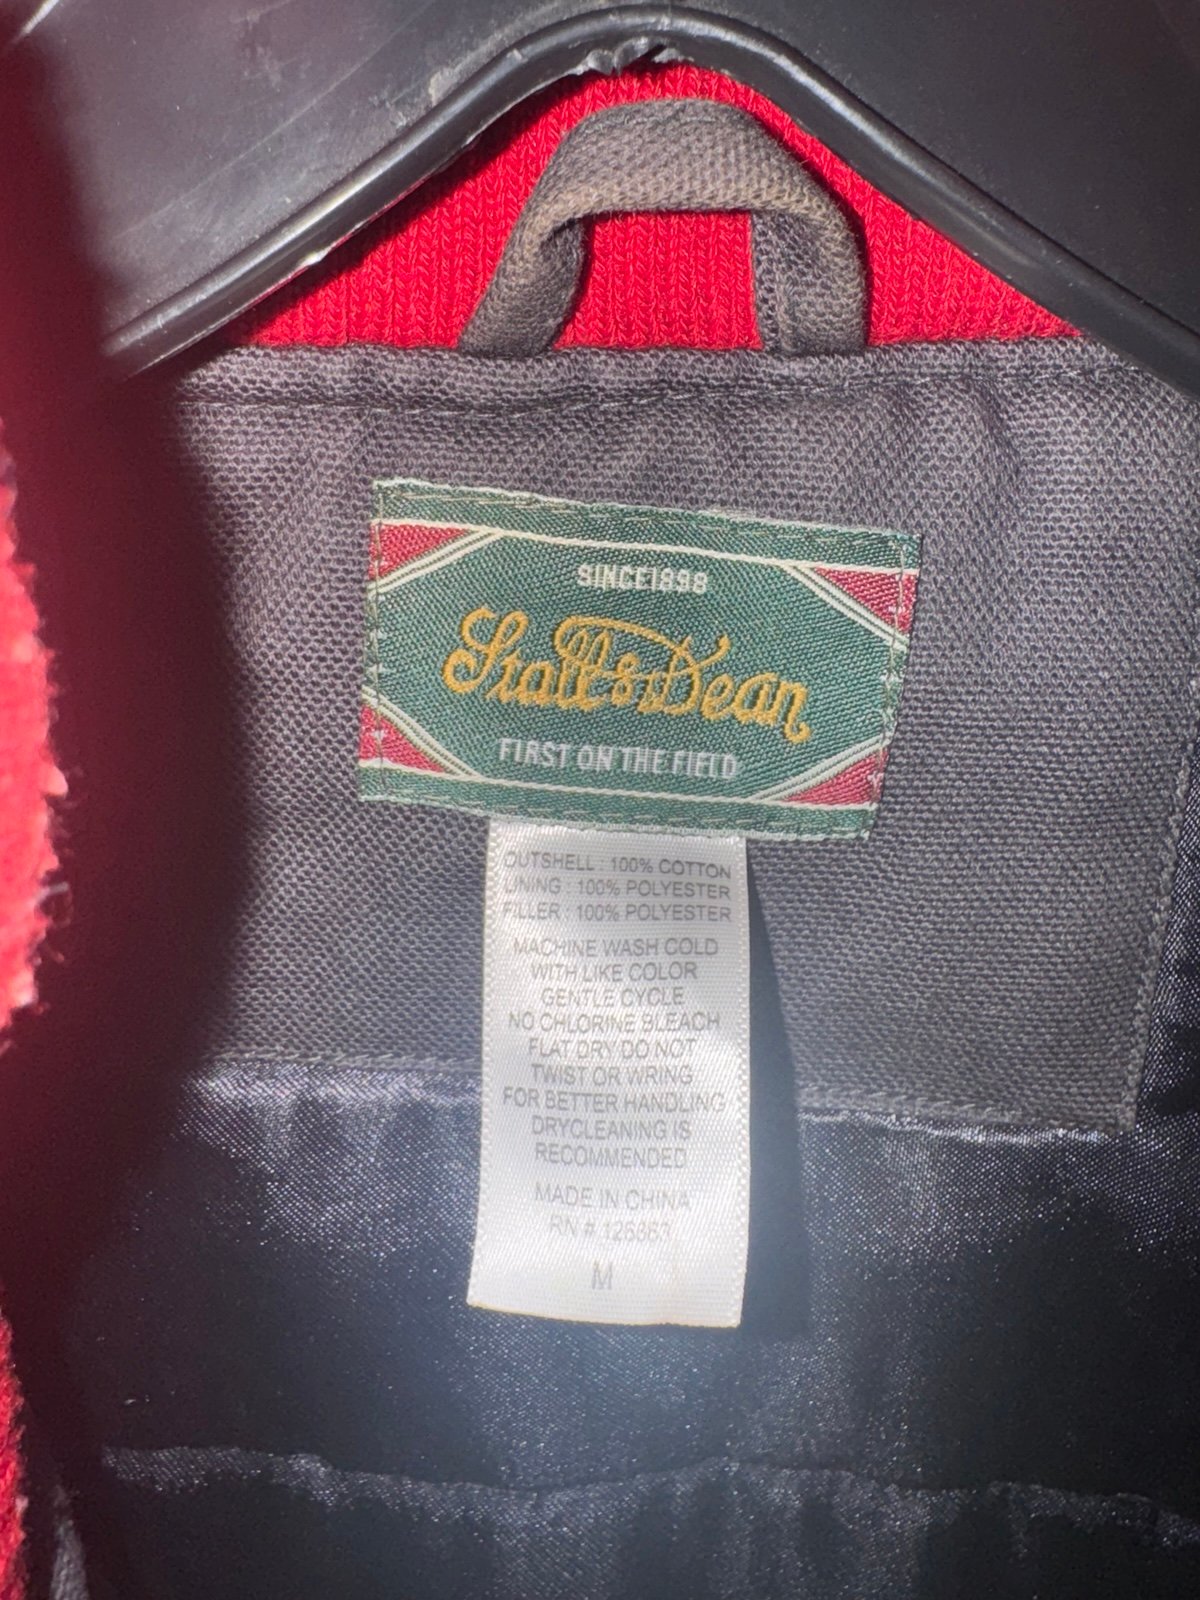 SINCE1898
Stall & Dean
FIRST ON THE FIELD
OUTSHELL : 100% COTTON
LINING : 100% POLYESTER
FILLER : 100% POLYESTER
MACHINE WASH COLD
WITH LIKE COLOR
GENTLE CYCLE
NO CHLORINE BLEACH
FLAT DRY DO NOT
TWIST OR WRING
FOR BETTER HANDLING
DRYCLEANING IS
RECOMMENDED
MADE IN CHINA
RN # 126863
M